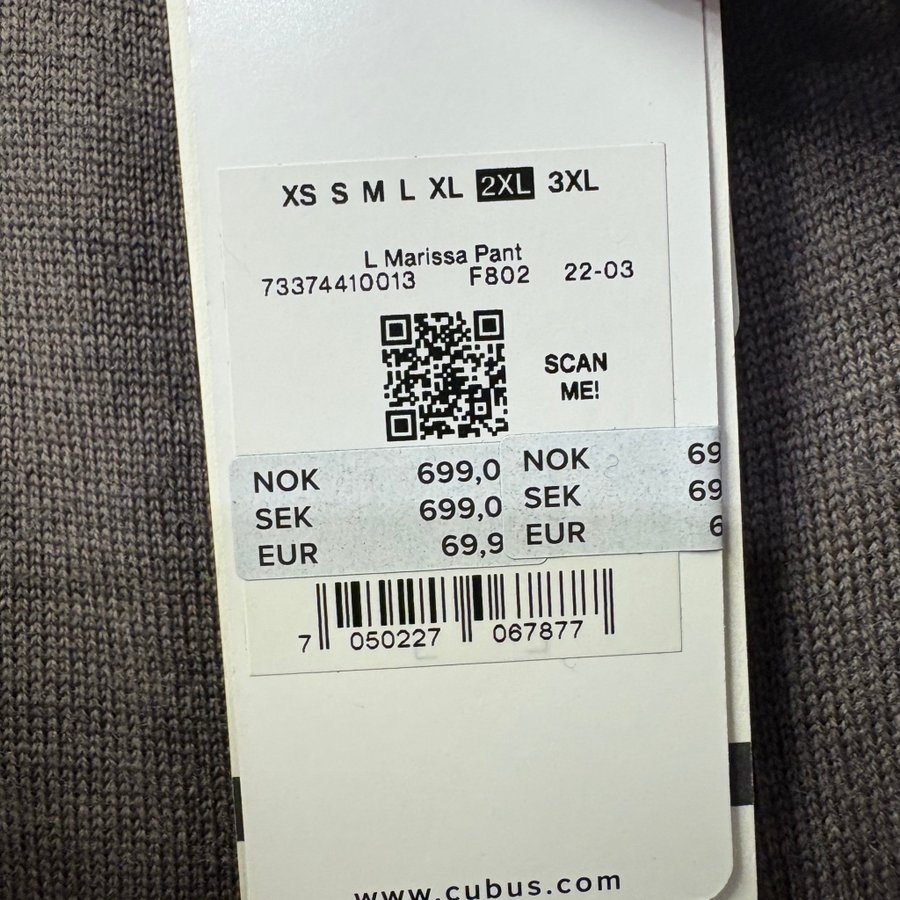 XS S M L XL 2XL 3XL
L Marissa Pant
73374410013 F802 22-03
SCAN
ME!
NOK 699,0
SEK 699,0
EUR 69,9
NOK 69
SEK 69
EUR 6
7 050227 067877
www.cubus.com